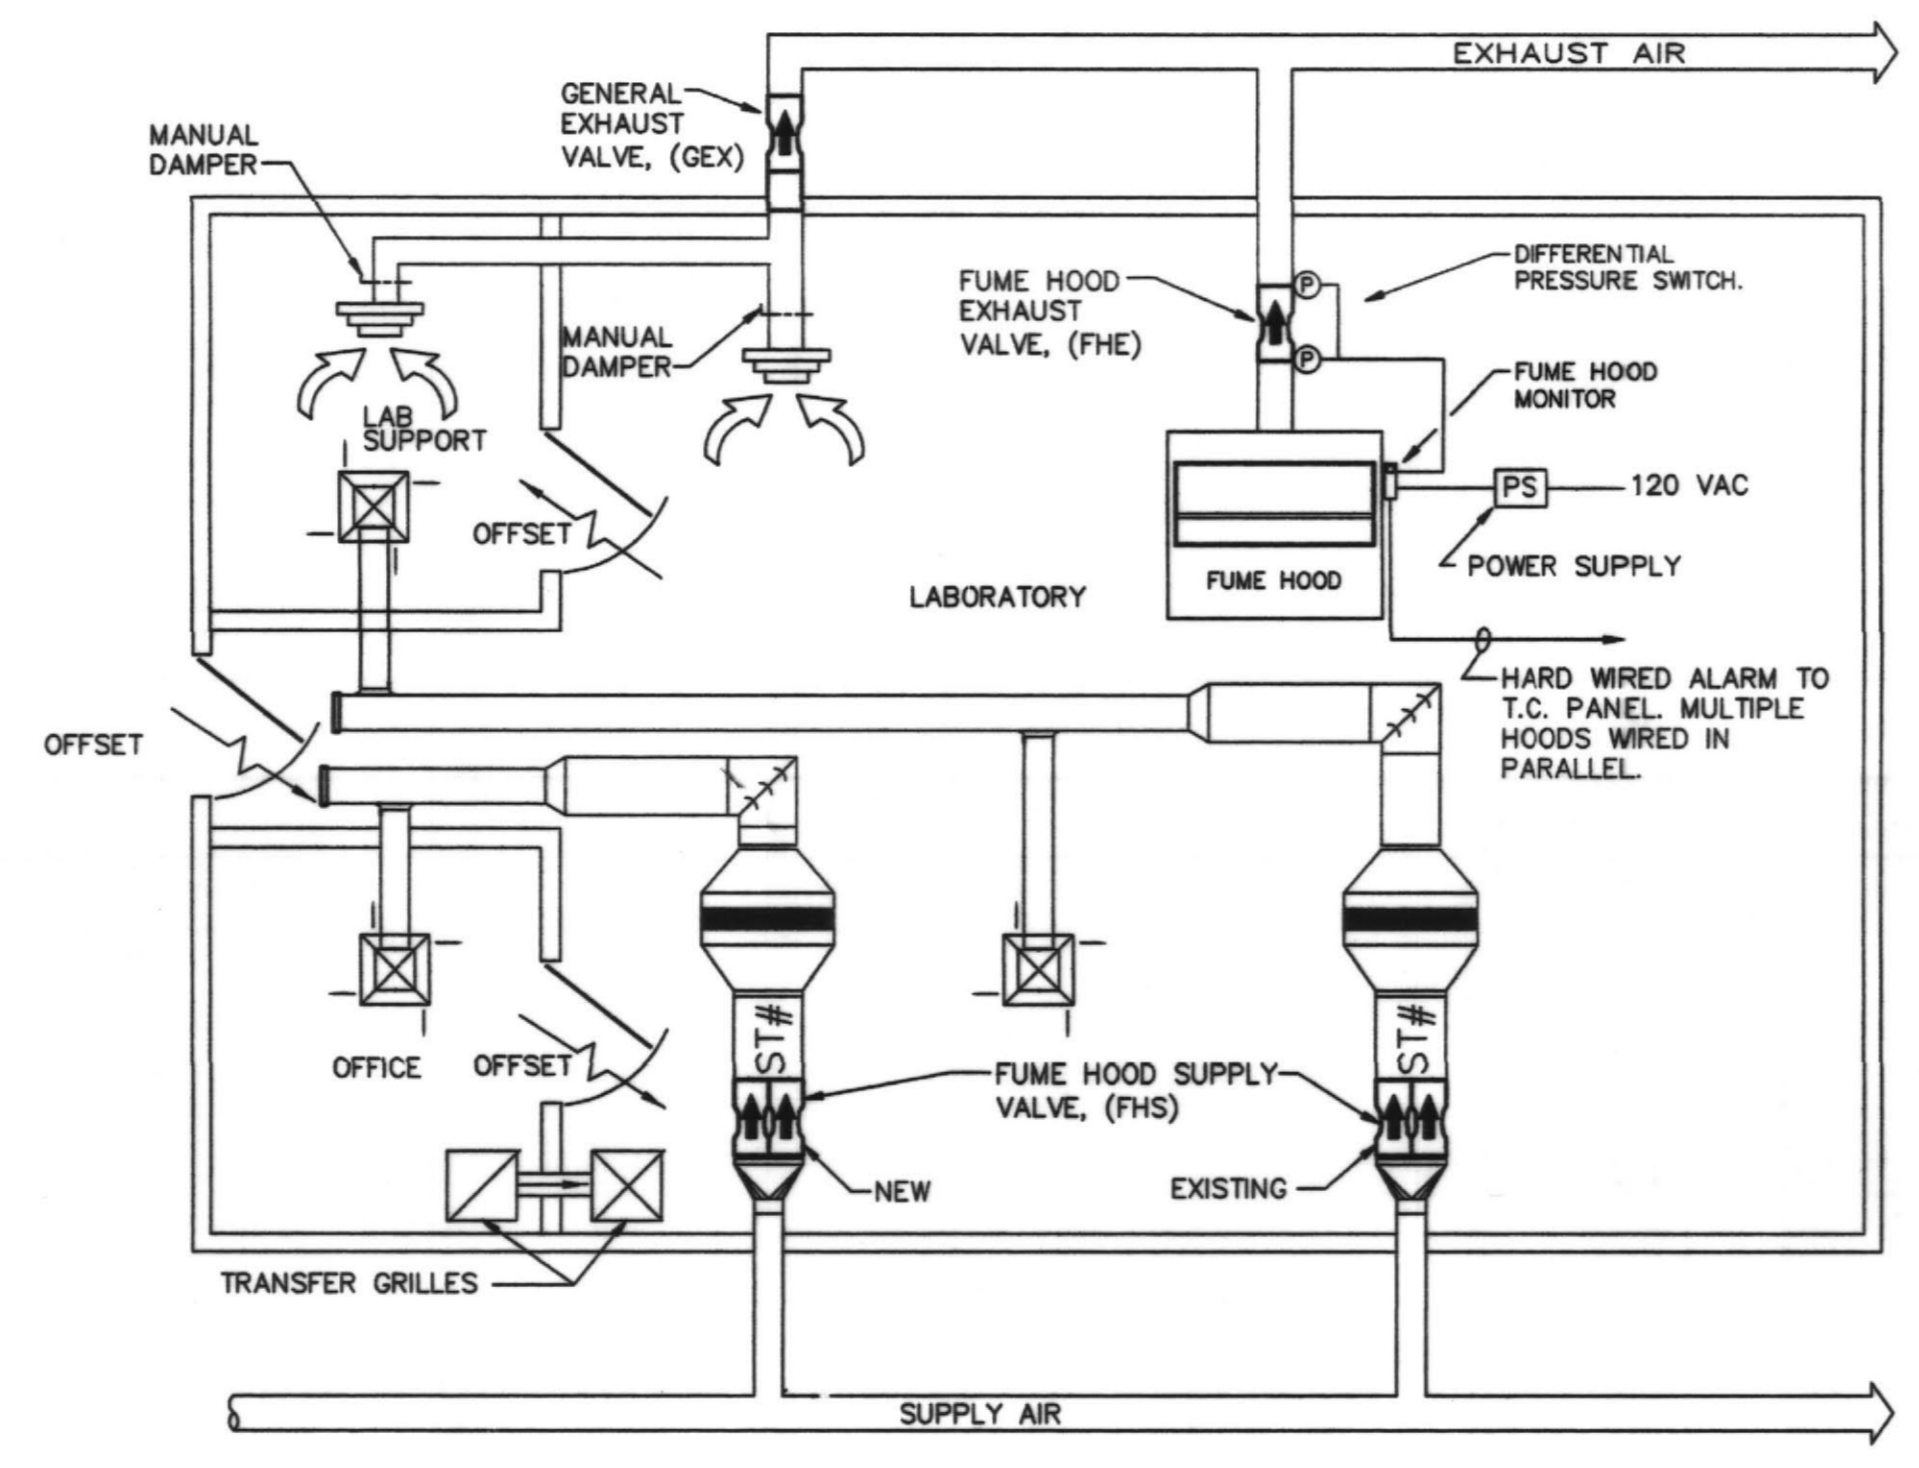 EXHAUST AIR
GENERAL
EXHAUST
VALVE, (GEX)
MANUAL
DAMPER
DIFFERENTIAL
PRESSURE SWITCH.
FUME HOOD
EXHAUST
VALVE, (FHE)
P
P
MANUAL
DAMPER
FUME HOOD
MONITOR
LAB
SUPPORT
PS
120 VAC
OFFSET
POWER SUPPLY
FUME HOOD
LABORATORY
HARD WIRED ALARM TO
T.C. PANEL. MULTIPLE
HOODS WIRED IN
PARALLEL.
OFFSET
ST#
ST#
OFFICE
OFFSET
FUME HOOD SUPPLY
VALVE, (FHS)
NEW
EXISTING
TRANSFER GRILLES
SUPPLY AIR